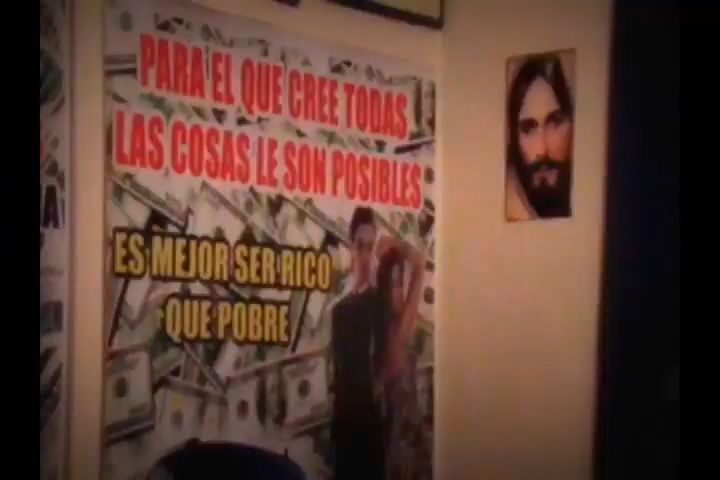 PARA EL QUE CREE TODAS
LAS COSAS LE SON POSIBLES
ES MEJOR SER RICO
QUE POBRE
A